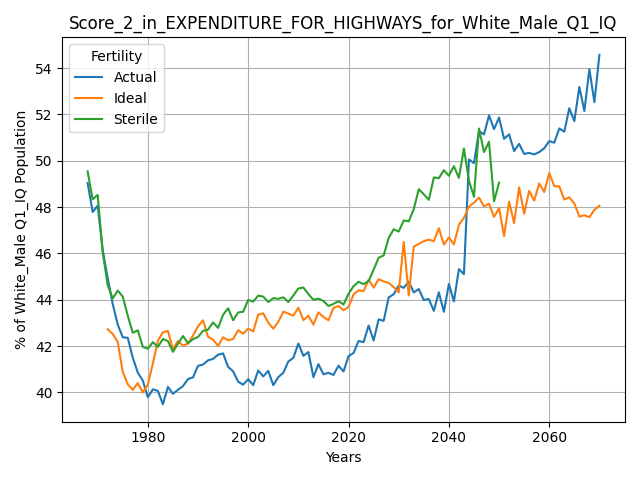 Score_2_in_EXPENDITURE_FOR_HIGHWAYS_for_White_Male_Q1_IQ
Fertility
Actual
Ideal
Sterile
% of White_Male Q1_IQ Population
54
52
50
48
46
44
42
40
1980
2000
2020
2040
2060
Years